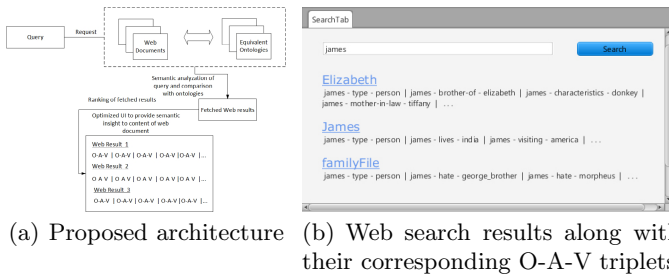 Query
Request
Web
Documents
Equivalent
Ontologies
Semantic analyzation of
query and comparison
with ontologies
Ranking of fetched results
Fetched Web results
Optimized UI to provide semantic
insight to content of web
document
Web Result 1
O-A-V | O-A-V | O-A-V | O-A-V |O-A-V |...
Web Result 2
O-A-V | O-A-V | O-A-V | O-A-V |O-A-V |...
Web Result 3
O-A-V | O-A-V | O-A-V | O-A-V |O-A-V |...
(a) Proposed architecture
SearchTab
james
Search
Elizabeth
james - type - person | james - brother-of - elizabeth | james - characteristics - donkey |
james - mother-in-law - tiffany | ...
James
james - type - person | james - lives - india | james - visiting - america | ...
familyFile
james - type - person | james - hate - george_brother | james - hate - morpheus | ...
(b) Web search results along with
their corresponding O-A-V triplets